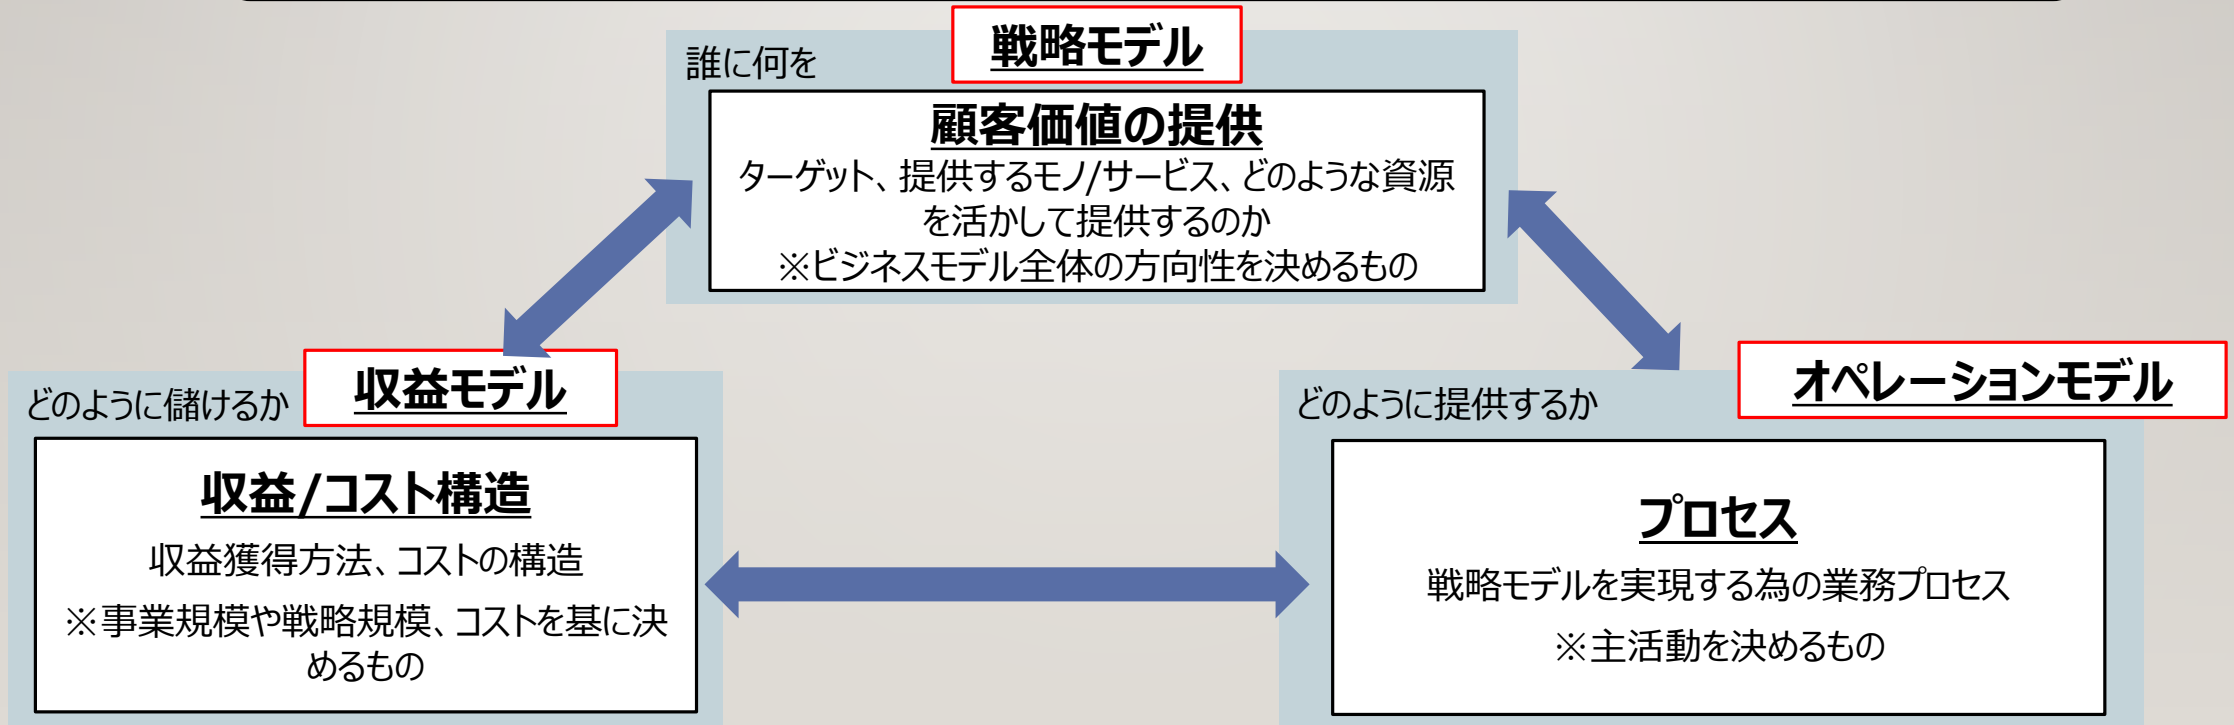 誰に何を
戦略モデル
顧客価値の提供
ターゲット、提供するモノ/サービス、どのような資源
を活かして提供するのか
※ビジネスモデル全体の方向性を決めるもの
どのように儲けるか
収益モデル
収益/コスト構造
収益獲得方法、コストの構造
※事業規模や戦略規模、コストを基に決
めるもの
どのように提供するか
オペレーションモデル
プロセス
戦略モデルを実現する為の業務プロセス
※主活動を決めるもの